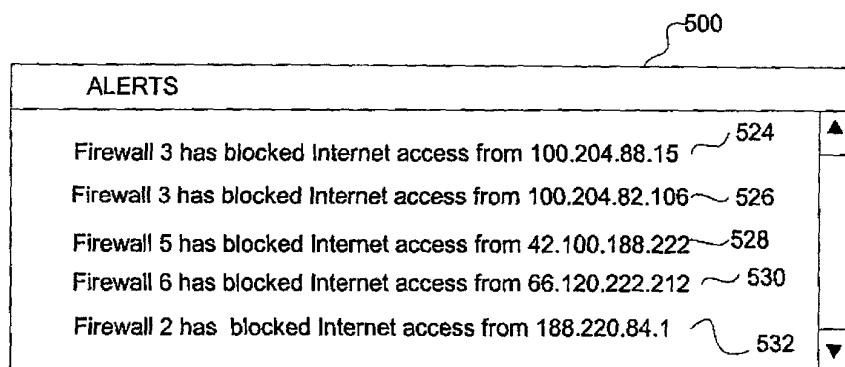 500
ALERTS
Firewall 3 has blocked Internet access from 100.204.88.15 524
Firewall 3 has blocked Internet access from 100.204.82.106 526
Firewall 5 has blocked Internet access from 42.100.188.222 528
Firewall 6 has blocked Internet access from 66.120.222.212 530
Firewall 2 has blocked Internet access from 188.220.84.1 532